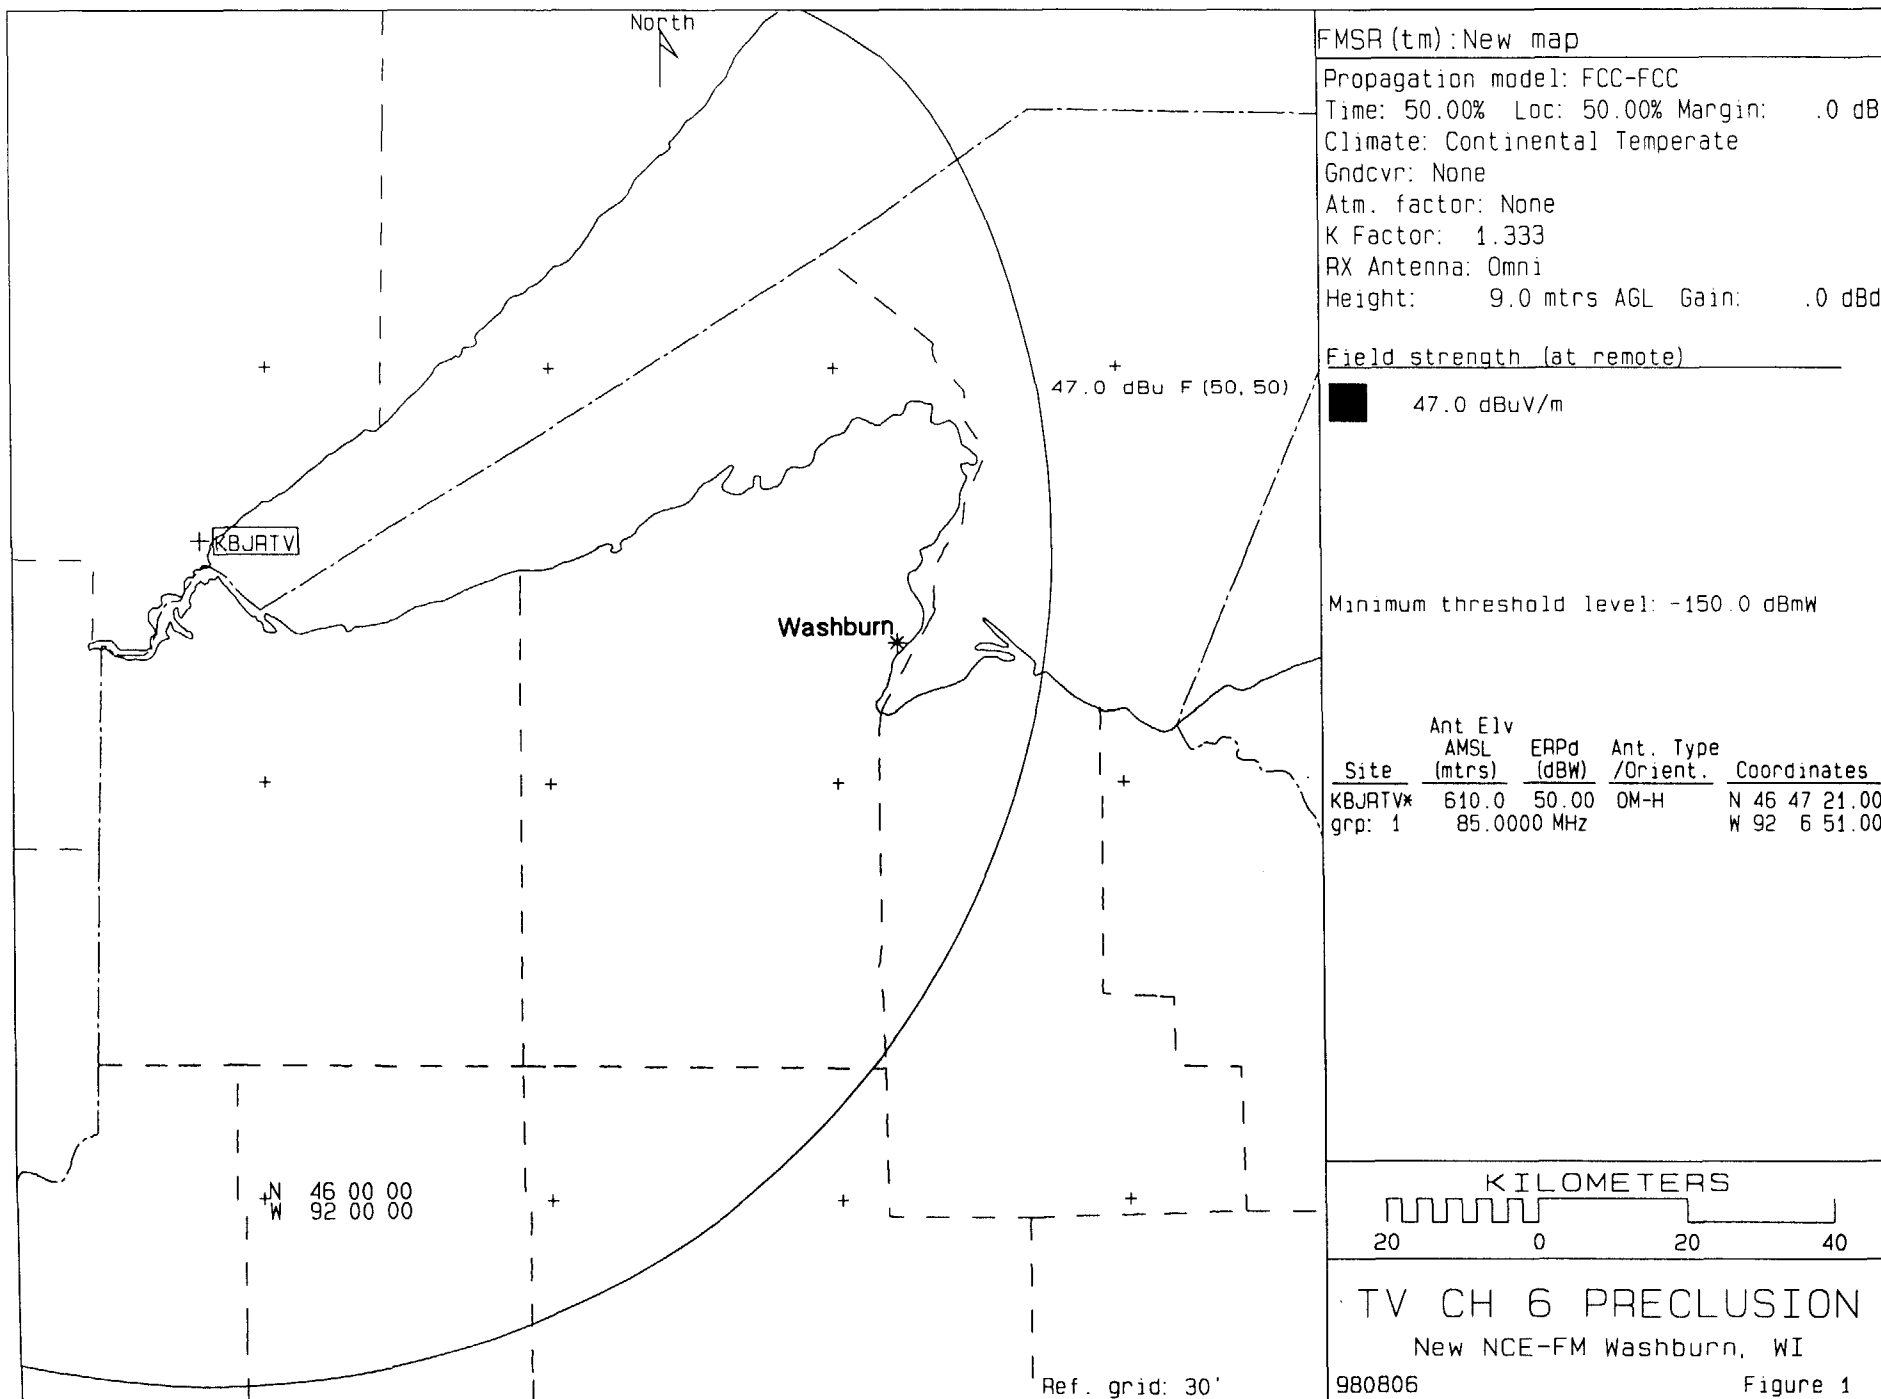 North
47.0 dBu F(50,50)
KBJRTV
Washburn
N 46 00 00
W 92 00 00
Ref. grid: 30'
FMSR(tm):New map
Propagation model: FCC-FCC
Time: 50.00% Loc: 50.00% Margin: .0 dB
Climate: Continental Temperate
Gndcvr: None
Atm. factor: None
K Factor: 1.333
RX Antenna: Omni
Height: 9.0 mtrs AGL Gain: .0 dBd
Field strength (at remote)
47.0 dBuV/m
Minimum threshold level: -150.0 dBmW
Ant Elv
AMSL ERPd Ant. Type
Site (mtrs) (dBW) /Orient. Coordinates
KBJRTV* 610.0 50.00 OM-H N 46 47 21.00
grp: 1 85.0000 MHz W 92 6 51.00
KILOMETERS
20 0 20 40
TV CH 6 PRECLUSION
New NCE-FM Washburn, WI
980806 Figure 1